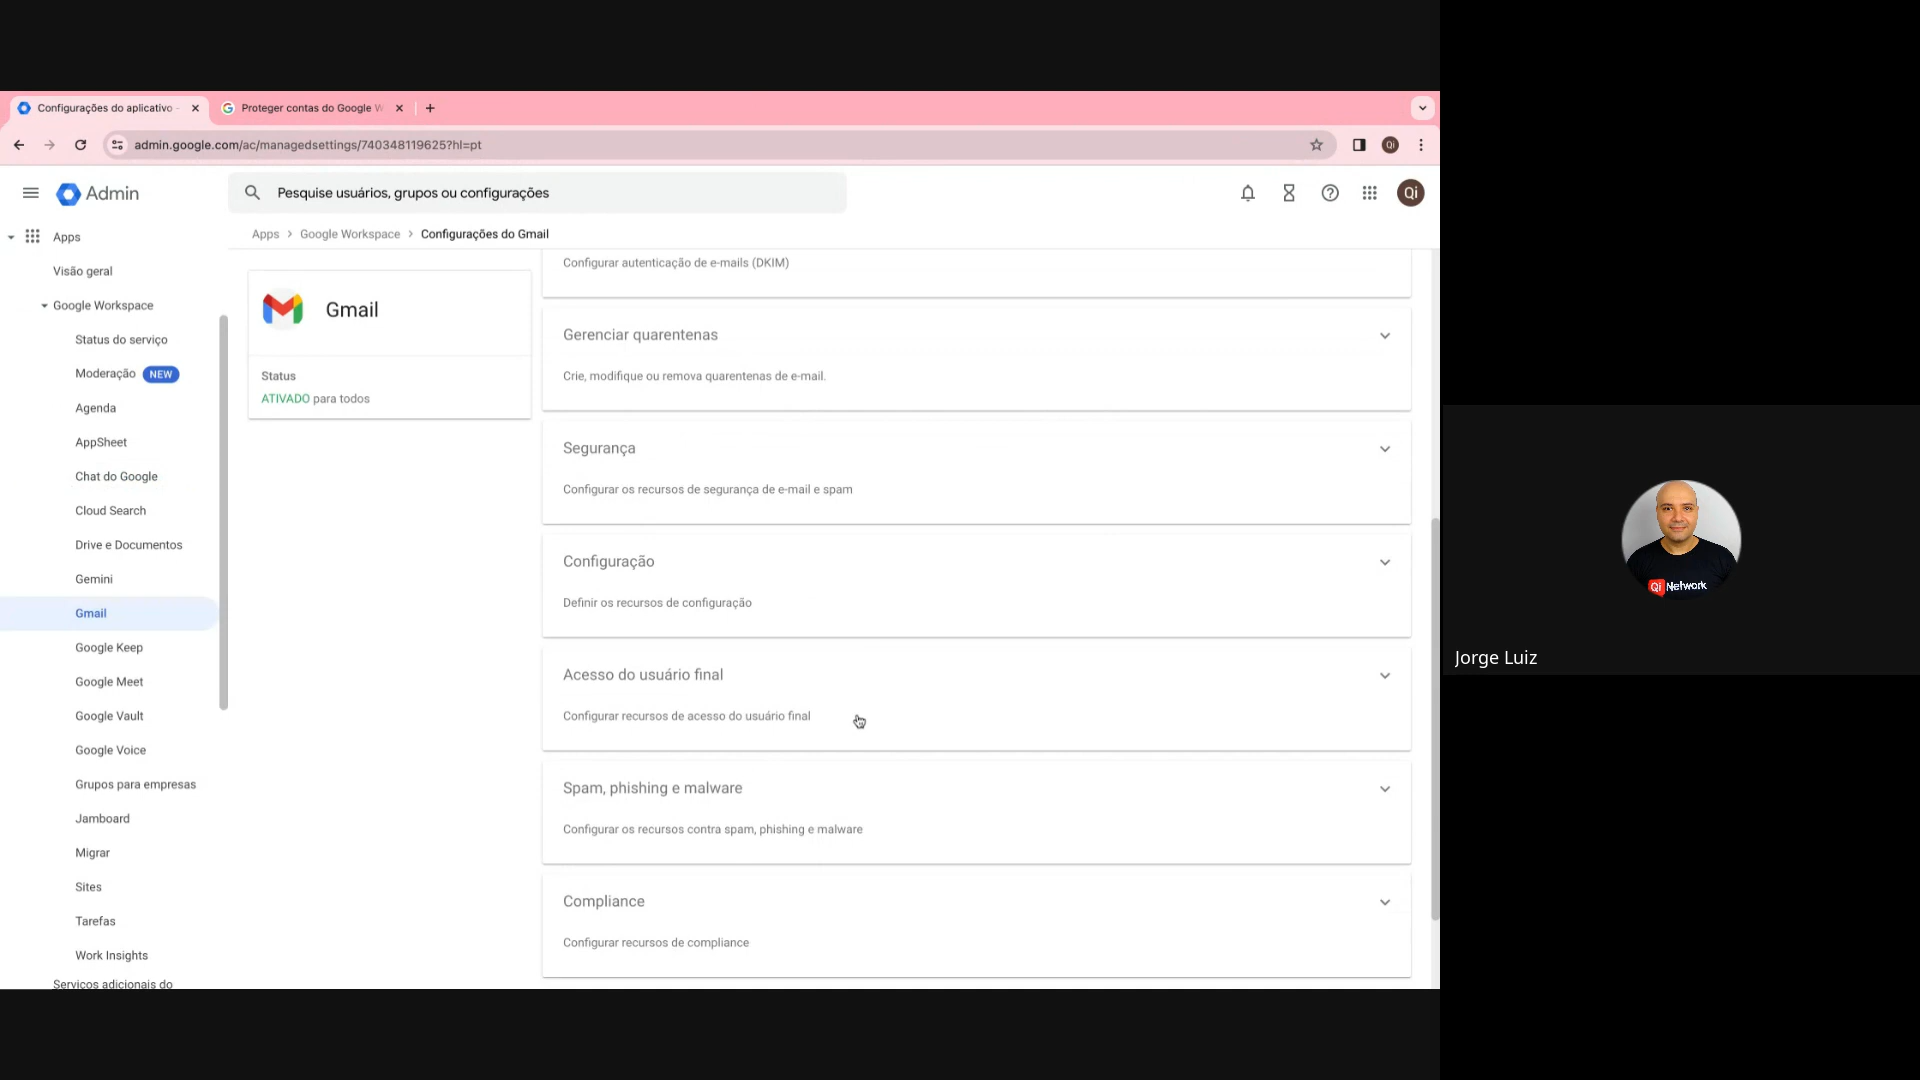 Configurações do aplicativo -
Proteger contas do Google W
admin.google.com/ac/managedsettings/740348119625?hl=pt
Qi
Admin
Pesquise usuários, grupos ou configurações
Qi
Apps
Visão geral
Google Workspace
Status do serviço
Moderação NEW
Agenda
AppSheet
Chat do Google
Cloud Search
Drive e Documentos
Gemini
Gmail
Google Keep
Google Meet
Google Vault
Google Voice
Grupos para empresas
Jamboard
Migrar
Sites
Tarefas
Work Insights
Serviços adicionais do
Apps > Google Workspace > Configurações do Gmail
Gmail
Status
ATIVADO para todos
Configurar autenticação de e-mails (DKIM)
Gerenciar quarentenas
Crie, modifique ou remova quarentenas de e-mail.
Segurança
Configurar os recursos de segurança de e-mail e spam
Configuração
Definir os recursos de configuração
Acesso do usuário final
Configurar recursos de acesso do usuário final
Spam, phishing e malware
Configurar os recursos contra spam, phishing e malware
Compliance
Configurar recursos de compliance
Qi Network
Jorge Luiz